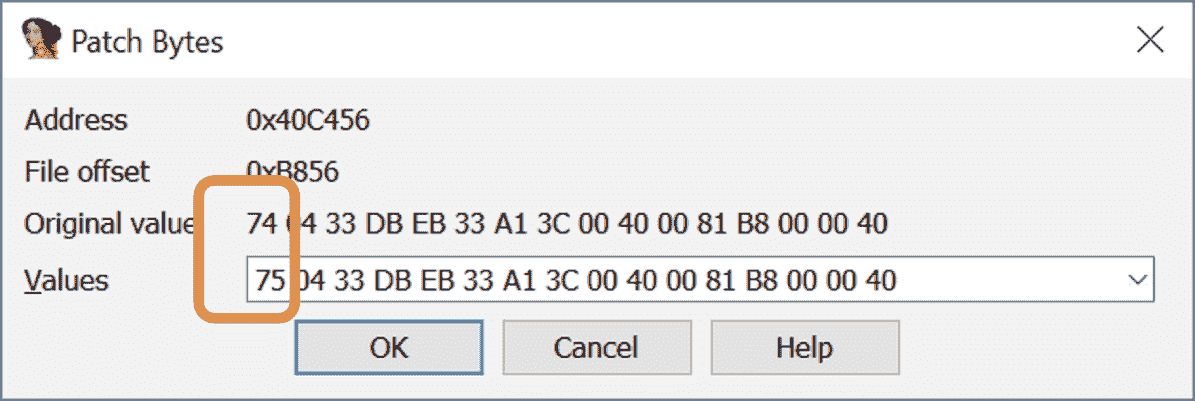 Patch Bytes
Address 0x40C456
File offset 0xB856
Original value 74 04 33 DB EB 33 A1 3C 00 40 00 81 B8 00 00 40
Values 75 04 33 DB EB 33 A1 3C 00 40 00 81 B8 00 00 40
OK Cancel Help